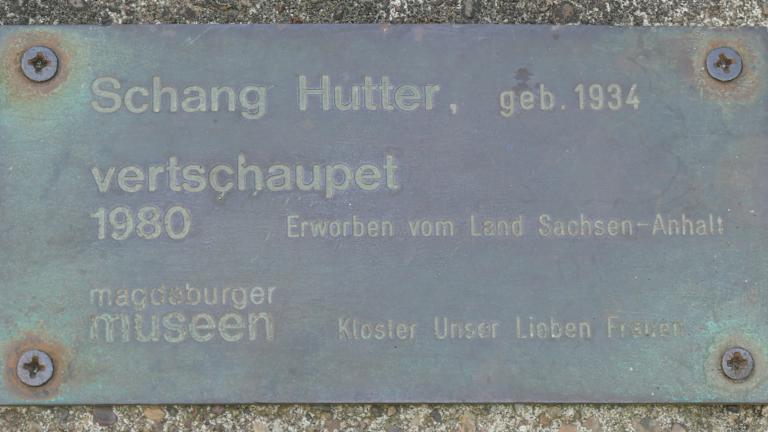 Schang Hutter, geb. 1934
vertschaupet
1980 Erworben vom Land Sachsen-Anhalt
magdeburger
museen Kloster Unser Lieben Frauen